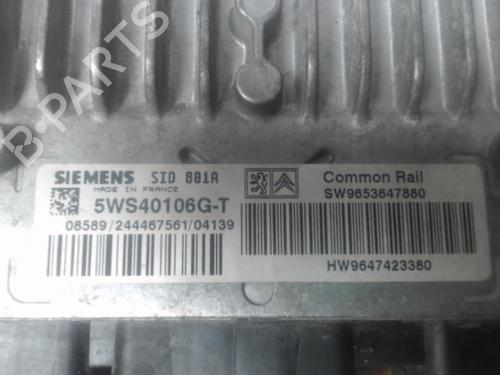 SIEMENS SID 801A
MADE IN FRANCE
5WS40106G-T
08589/244467561/04139
Common Rail
SW9653647880
HW9647423380
B-PARTS